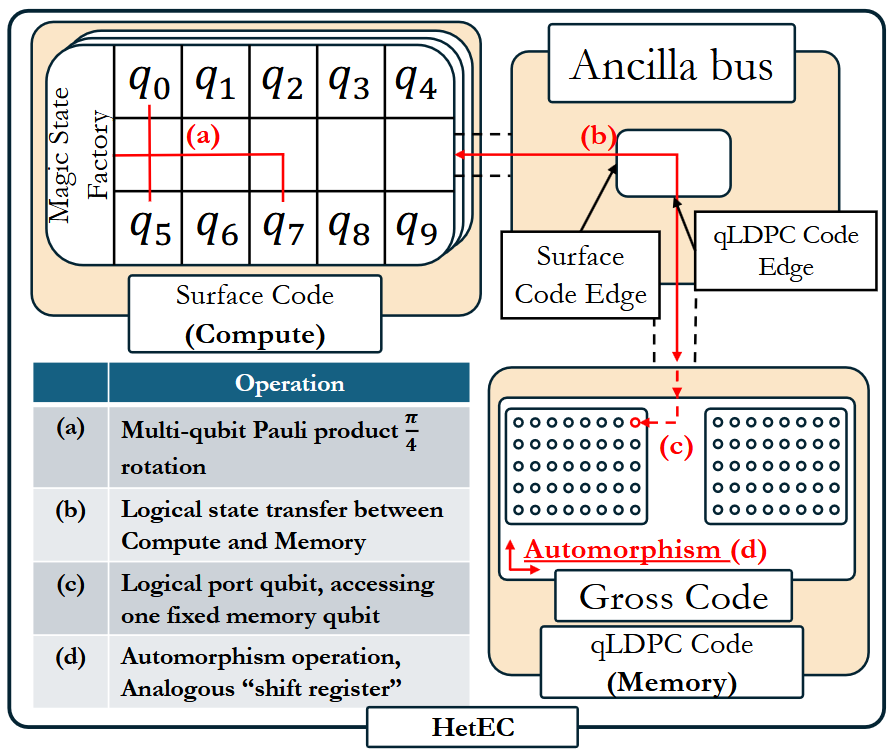 Magic State
Factory
q₀ q₁ q₂ q₃ q₄
(a)
q₅ q₆ q₇ q₈ q₉
Surface Code
(Compute)
Ancilla bus
(b)
Surface
Code Edge
qLDPC Code
Edge
Operation
(a) Multi-qubit Pauli product π/4
rotation
(b) Logical state transfer between
Compute and Memory
(c) Logical port qubit, accessing
one fixed memory qubit
(d) Automorphism operation,
Analogous “shift register”
(c)
Automorphism (d)
Gross Code
qLDPC Code
(Memory)
HetEC